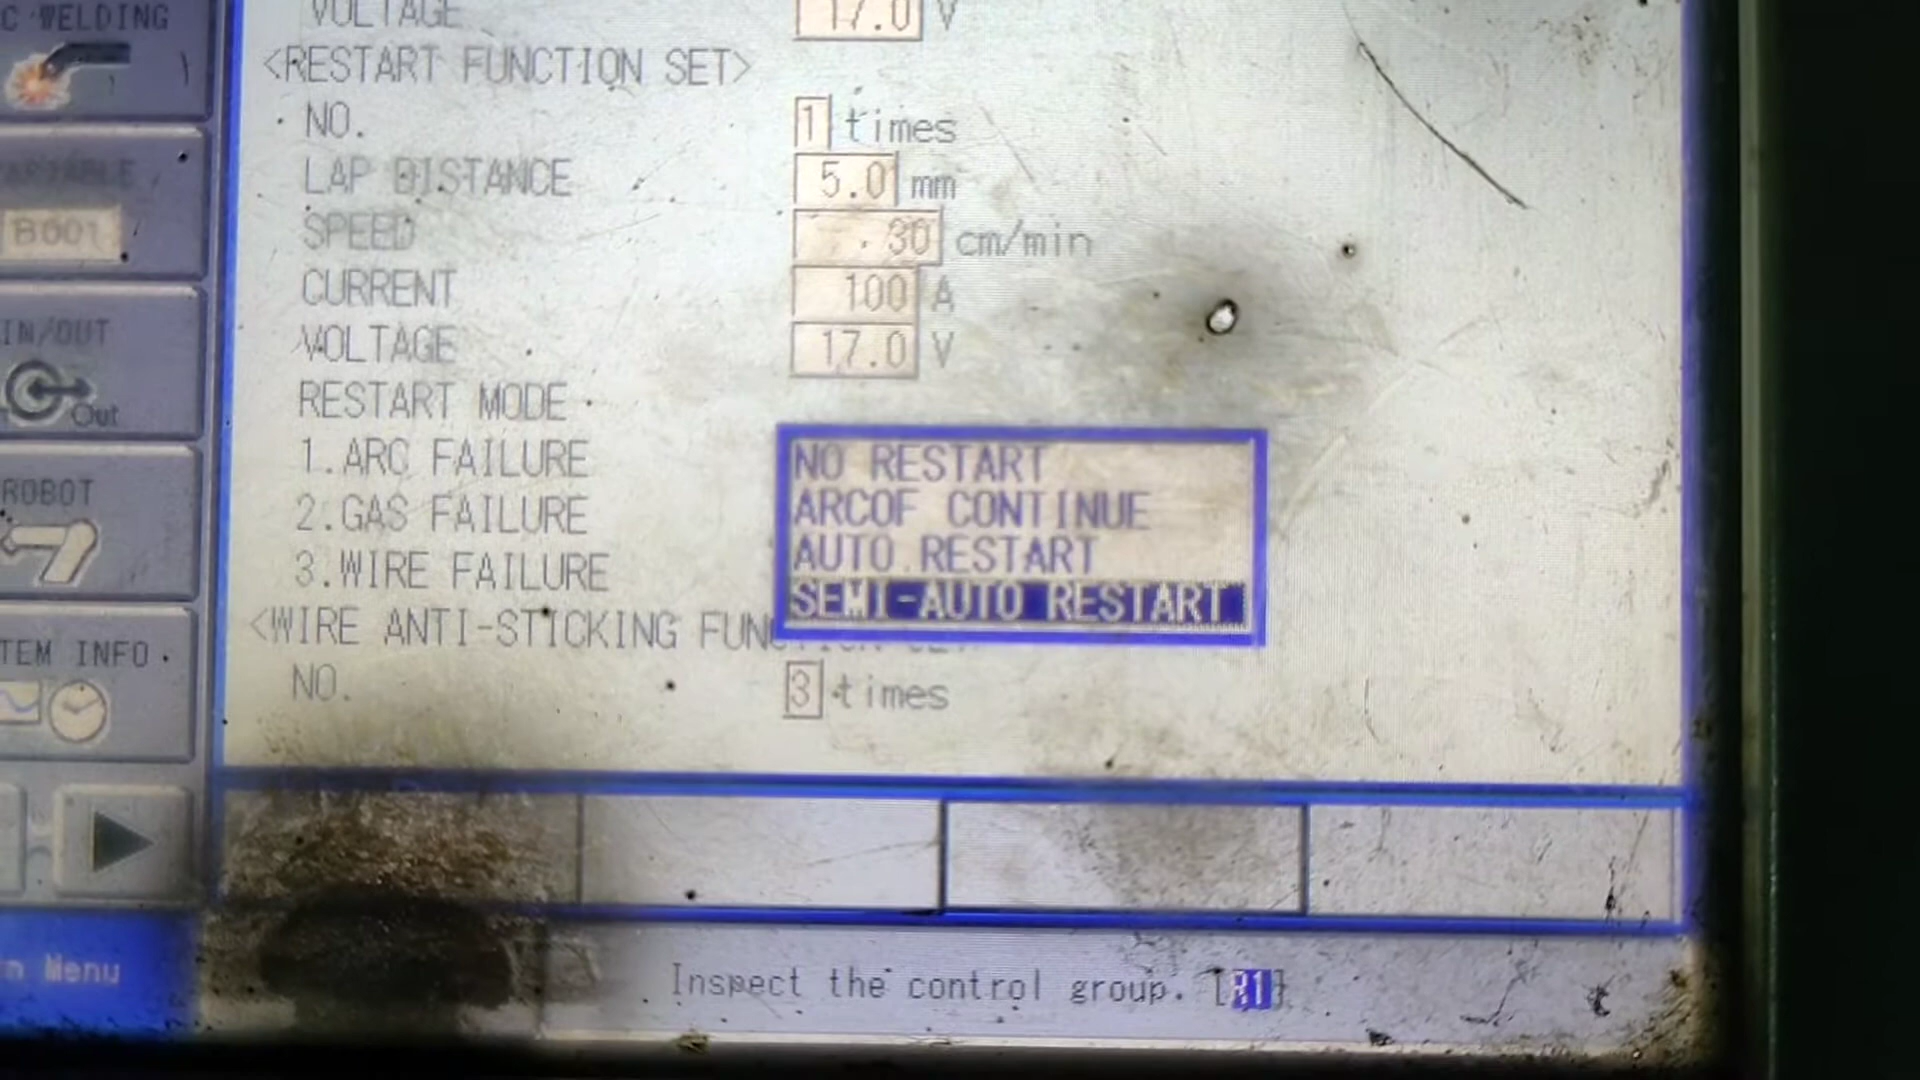 C WELDING
VOLTAGE 17.0 V
<RESTART FUNCTION SET>
NO. 1 times
LAP DISTANCE 5.0 mm
B001
SPEED 30 cm/min
CURRENT 100 A
IN/OUT
VOLTAGE 17.0 V
Out
RESTART MODE
1.ARC FAILURE
NO RESTART
ROBOT
2.GAS FAILURE
ARCOF CONTINUE
AUTO RESTART
3.WIRE FAILURE
SEMI-AUTO RESTART
<WIRE ANTI-STICKING FUN
TEM INFO
NO. 3 times
n Menu
Inspect the control group. [R1]